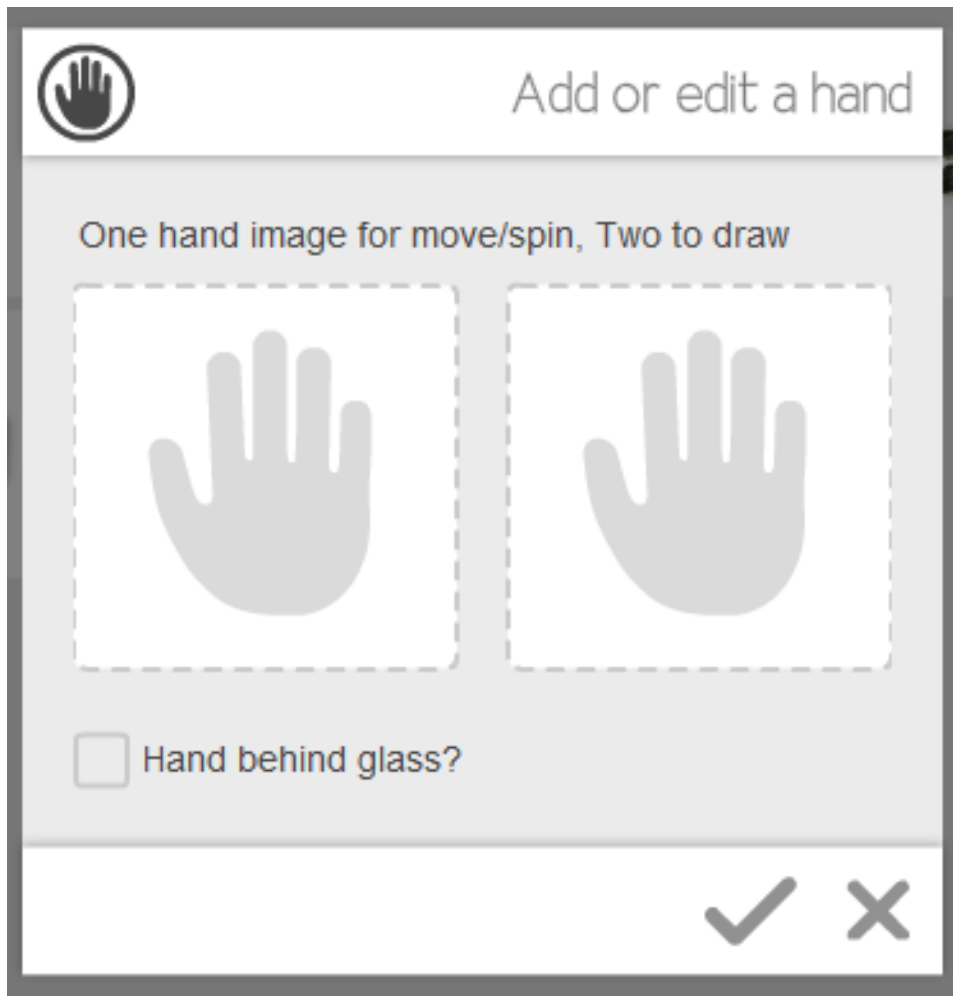 Add or edit a hand
One hand image for move/spin, Two to draw
Hand behind glass?